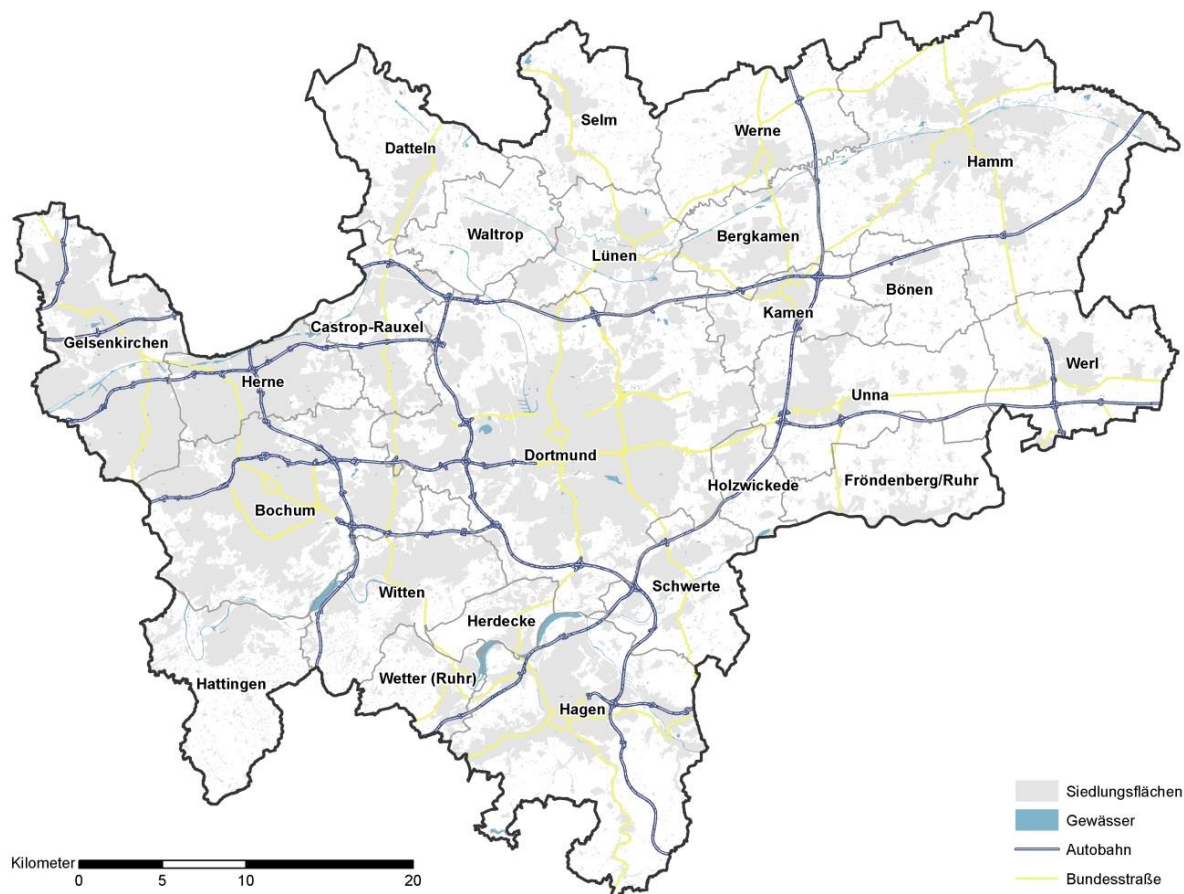 Selm
Werne
Datteln
Hamm
Waltrop
Bergkamen
Lünen
Bönen
Kamen
Castrop-Rauxel
Gelsenkirchen
Werl
Herne
Unna
Dortmund
Holzwickede
Fröndenberg/Ruhr
Bochum
Schwerte
Witten
Herdecke
Wetter (Ruhr)
Hattingen
Hagen
Siedlungsflächen
Gewässer
Autobahn
Bundesstraße
Kilometer
0 5 10 20